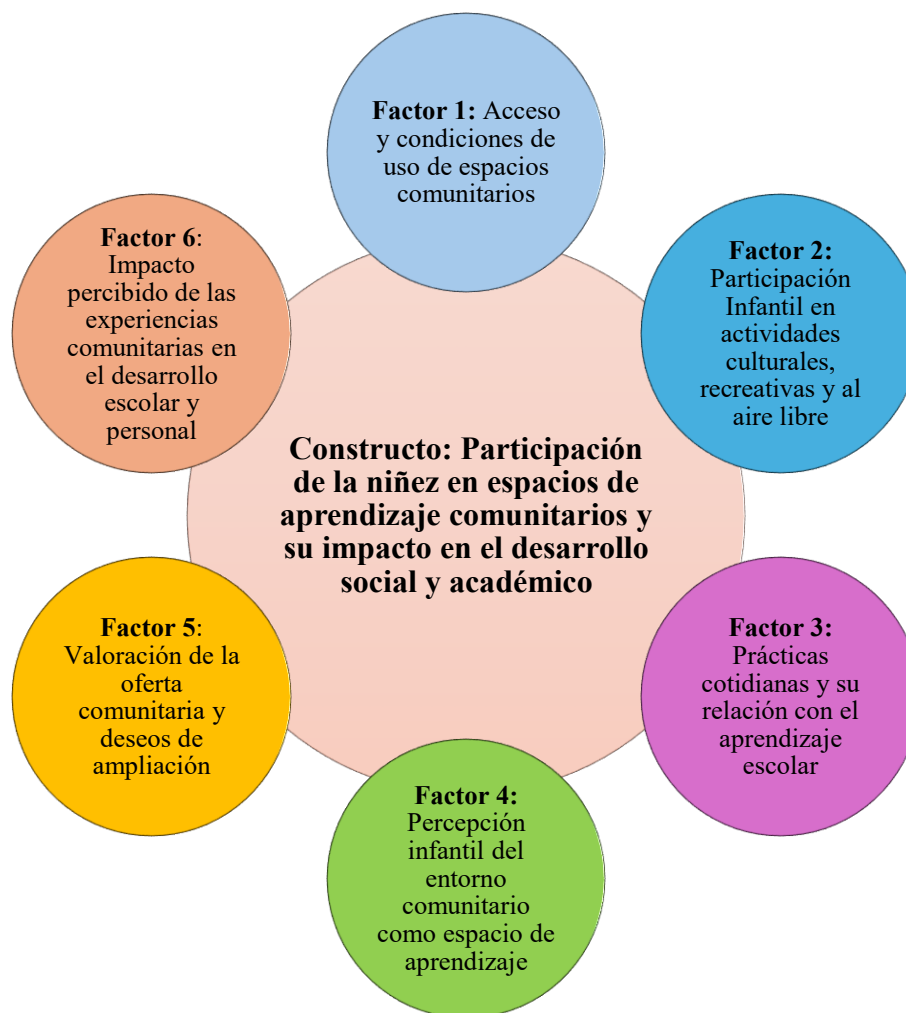 Factor 1: Acceso
y condiciones de
uso de espacios
comunitarios
Factor 2:
Participación
Infantil en
actividades
culturales,
recreativas y al
aire libre
Factor 3:
Prácticas
cotidianas y su
relación con el
aprendizaje
escolar
Factor 4:
Percepción
infantil del
entorno
comunitario
como espacio de
aprendizaje
Factor 5:
Valoración de la
oferta
comunitaria y
deseos de
ampliación
Factor 6:
Impacto
percibido de las
experiencias
comunitarias en
el desarrollo
escolar y
personal
Constructo: Participación
de la niñez en espacios de
aprendizaje comunitarios y
su impacto en el desarrollo
social y académico